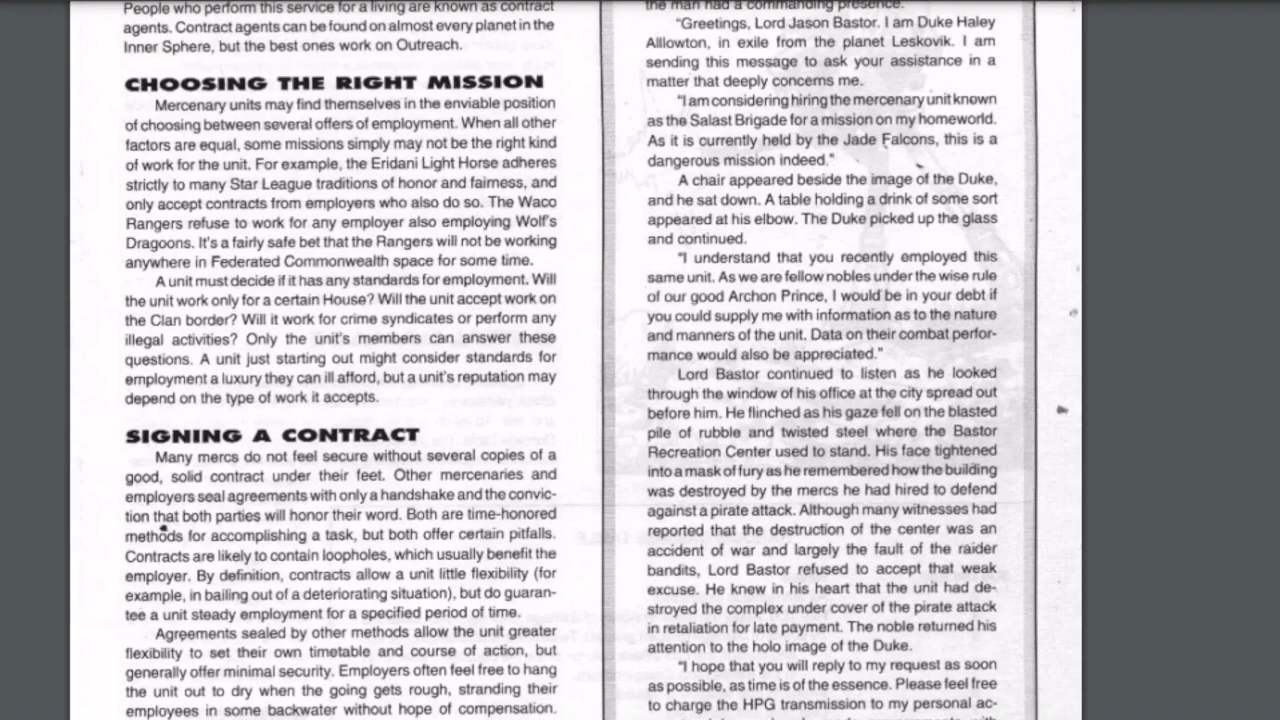 People who perform this service for a living are known as contract
agents. Contract agents can be found on almost every planet in the
Inner Sphere, but the best ones work on Outreach.
CHOOSING THE RIGHT MISSION
Mercenary units may find themselves in the enviable position
of choosing between several offers of employment. When all other
factors are equal, some missions simply may not be the right kind
of work for the unit. For example, the Eridani Light Horse adheres
strictly to many Star League traditions of honor and fairness, and
only accept contracts from employers who also do so. The Waco
Rangers refuse to work for any employer also employing Wolf's
Dragoons. It's a fairly safe bet that the Rangers will not be working
anywhere in Federated Commonwealth space for some time.
A unit must decide if it has any standards for employment. Will
the unit work only for a certain House? Will the unit accept work on
the Clan border? Will it work for crime syndicates or perform any
illegal activities? Only the unit's members can answer these
questions. A unit just starting out might consider standards for
employment a luxury they can ill afford, but a unit's reputation may
depend on the type of work it accepts.
SIGNING A CONTRACT
Many mercs do not feel secure without several copies of a
good, solid contract under their feet. Other mercenaries and
employers seal agreements with only a handshake and the convic-
tion that both parties will honor their word. Both are time-honored
methods for accomplishing a task, but both offer certain pitfalls.
Contracts are likely to contain loopholes, which usually benefit the
employer. By definition, contracts allow a unit little flexibility (for
example, in bailing out of a deteriorating situation), but do guaran-
tee a unit steady employment for a specified period of time.
Agreements sealed by other methods allow the unit greater
flexibility to set their own timetable and course of action, but
generally offer minimal security. Employers often feel free to hang
the unit out to dry when the going gets rough, stranding their
employees in some backwater without hope of compensation.
the man had a commanding presence.
"Greetings, Lord Jason Bastor. I am Duke Haley
Alllowton, in exile from the planet Leskovik. I am
sending this message to ask your assistance in a
matter that deeply concerns me.
"I am considering hiring the mercenary unit known
as the Salast Brigade for a mission on my homeworld.
As it is currently held by the Jade Falcons, this is a
dangerous mission indeed."
A chair appeared beside the image of the Duke,
and he sat down. A table holding a drink of some sort
appeared at his elbow. The Duke picked up the glass
and continued.
"I understand that you recently employed this
same unit. As we are fellow nobles under the wise rule
of our good Archon Prince, I would be in your debt if
you could supply me with information as to the nature
and manners of the unit. Data on their combat perfor-
mance would also be appreciated."
Lord Bastor continued to listen as he looked
through the window of his office at the city spread out
before him. He flinched as his gaze fell on the blasted
pile of rubble and twisted steel where the Bastor
Recreation Center used to stand. His face tightened
into a mask of fury as he remembered how the building
was destroyed by the mercs he had hired to defend
against a pirate attack. Although many witnesses had
reported that the destruction of the center was an
accident of war and largely the fault of the raider
bandits, Lord Bastor refused to accept that weak
excuse. He knew in his heart that the unit had de-
stroyed the complex under cover of the pirate attack
in retaliation for late payment. The noble returned his
attention to the holo image of the Duke.
"I hope that you will reply to my request as soon
as possible, as time is of the essence. Please feel free
to charge the HPG transmission to my personal ac-